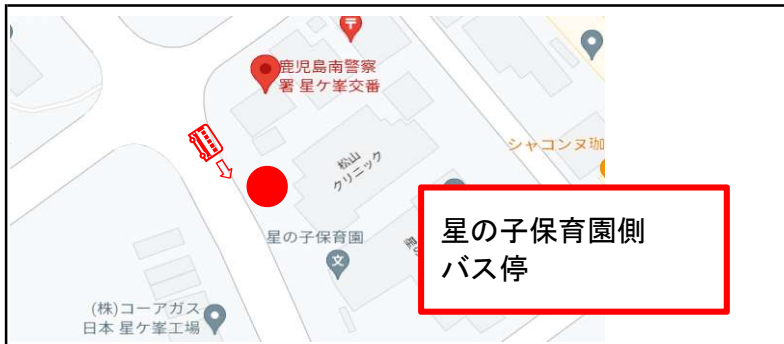 鹿児島南警察
署 星ケ峯交番
松山
クリニック
シャコンヌ珈
星の子保育園
文
星の子保育園側
バス停
(株)コーアガス
日本 星ケ峯工場